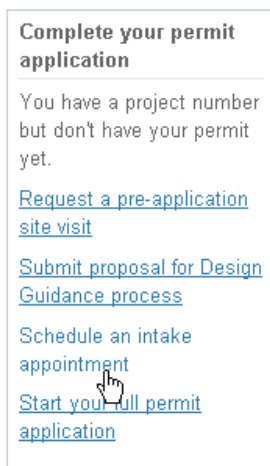 Complete your permit
application
You have a project number
but don't have your permit
yet.
Request a pre-application
site visit
Submit proposal for Design
Guidance process
Schedule an intake
appointment
Start your full permit
application